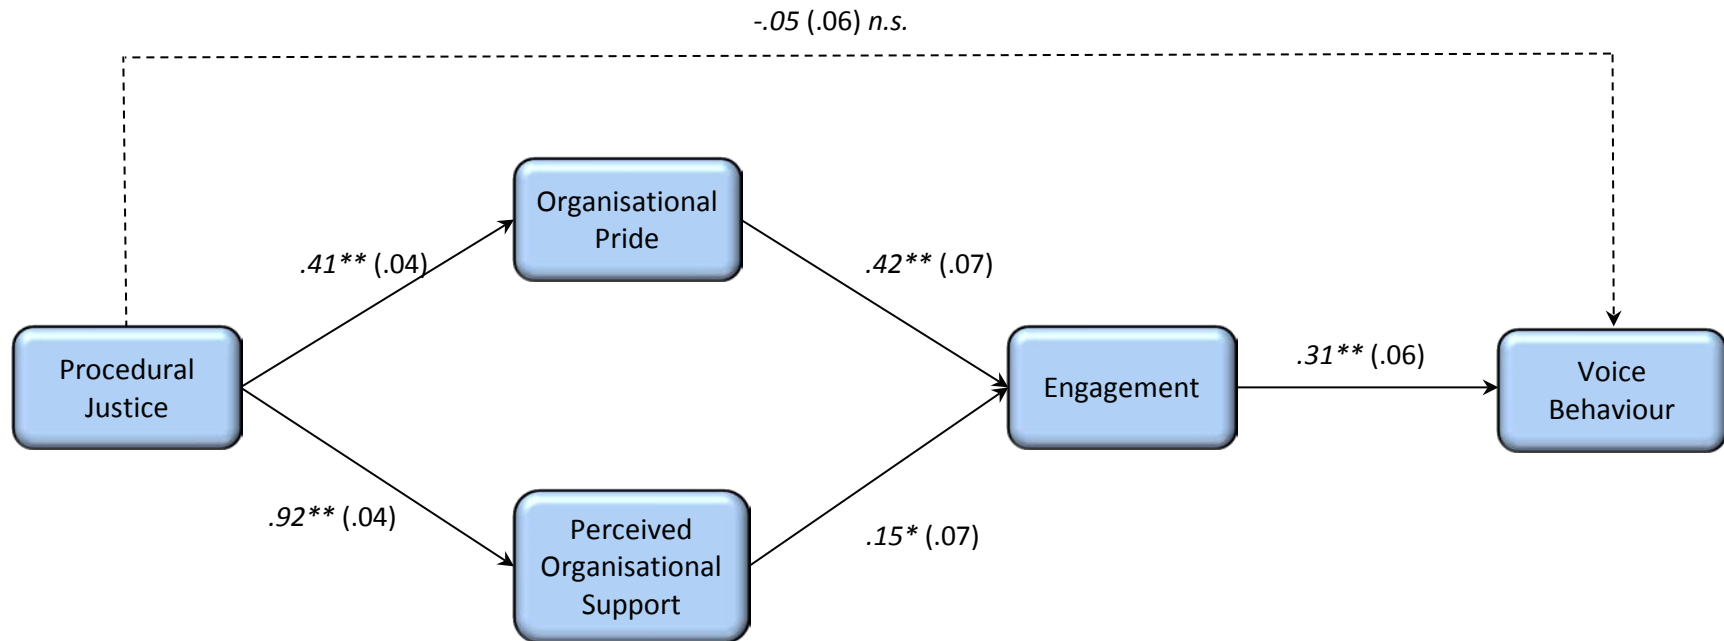 -.05 (.06) n.s.
Organisational
Pride
.41** (.04)
.42** (.07)
Procedural
Justice
Engagement
.31** (.06)
Voice
Behaviour
.92** (.04)
Perceived
Organisational
Support
.15* (.07)